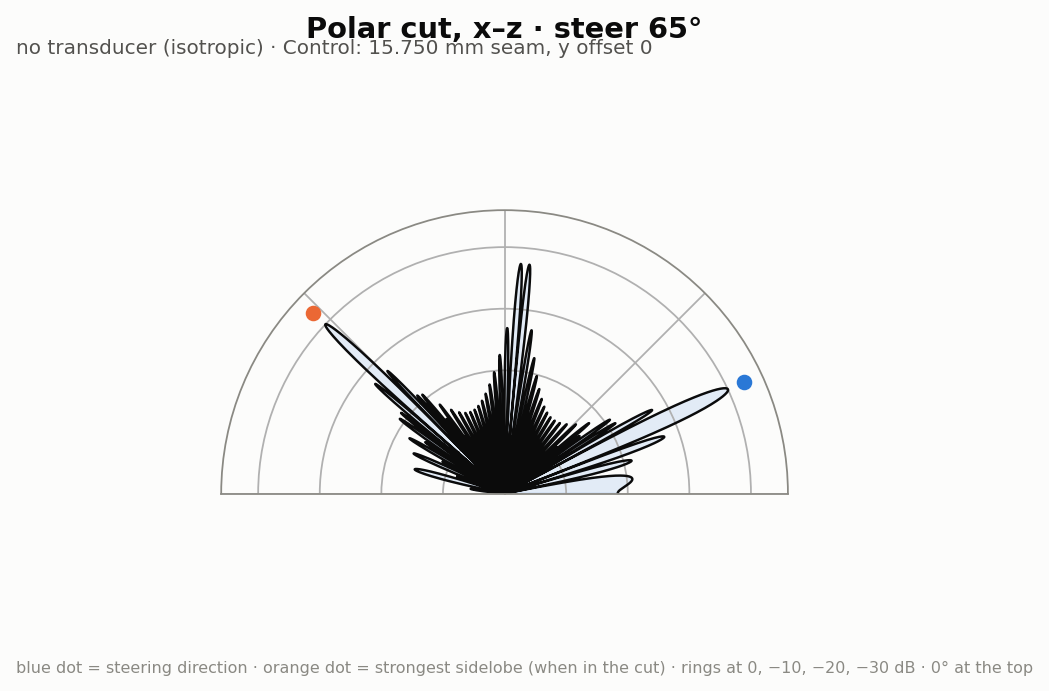 Polar cut, x–z · steer 65°
no transducer (isotropic) · Control: 15.750 mm seam, y offset 0
blue dot = steering direction · orange dot = strongest sidelobe (when in the cut) · rings at 0, −10, −20, −30 dB · 0° at the top